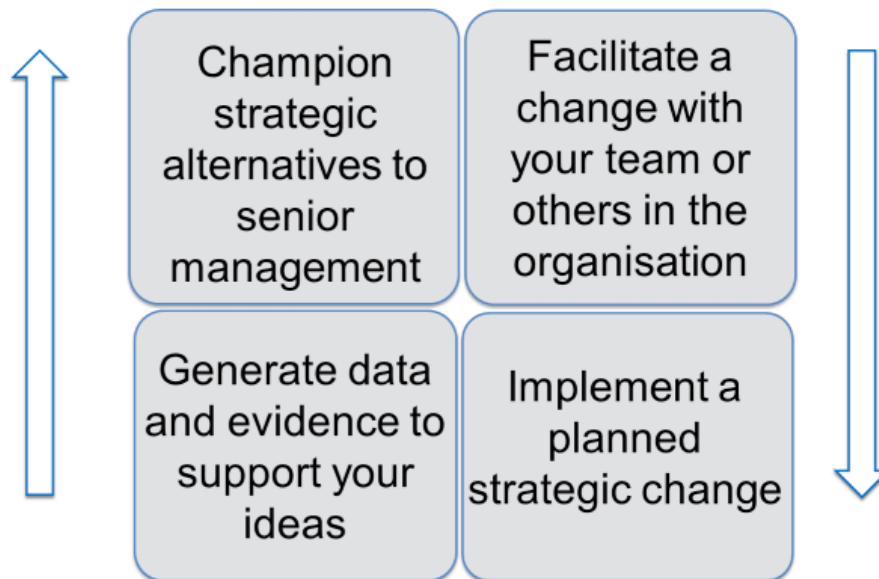 Champion
strategic
alternatives to
senior
management
Facilitate a
change with
your team or
others in the
organisation
Generate data
and evidence to
support your
ideas
Implement a
planned
strategic change